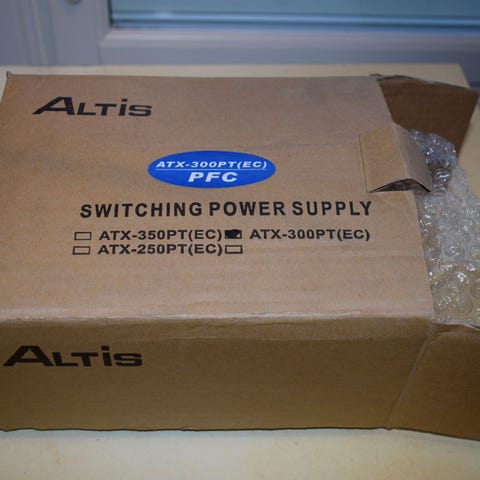 ALTiS
ATX-300PT(EC)
PFC
SWITCHING POWER SUPPLY
ATX-350PT(EC) ATX-300PT(EC)
ATX-250PT(EC)
ALTiS